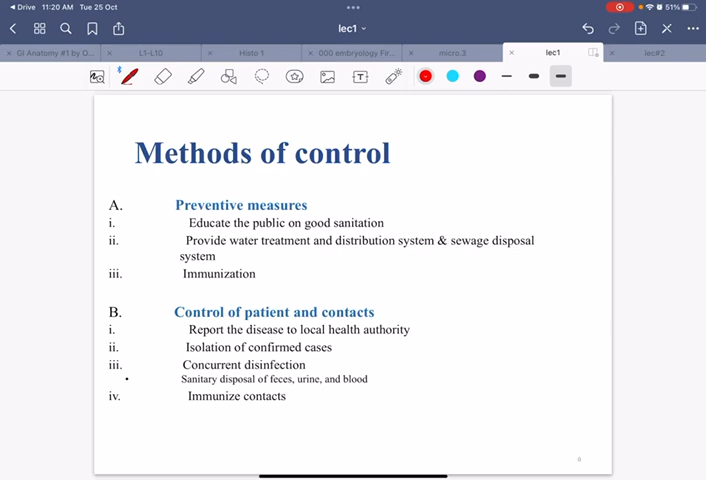 Drive 11:20 AM Tue 25 Oct
51%
lec1
GI Anatomy #1 by O...
L1-L10
Histo 1
000 embryology Fir...
micro.3
lec1
lec#2
Methods of control
A. Preventive measures
i. Educate the public on good sanitation
ii. Provide water treatment and distribution system & sewage disposal
system
iii. Immunization
B. Control of patient and contacts
i. Report the disease to local health authority
ii. Isolation of confirmed cases
iii. Concurrent disinfection
• Sanitary disposal of feces, urine, and blood
iv. Immunize contacts